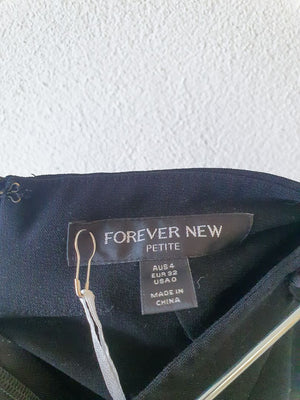 FOREVER NEW
PETITE
AUS 4
EUR 32
USA 0
MADE IN
CHINA